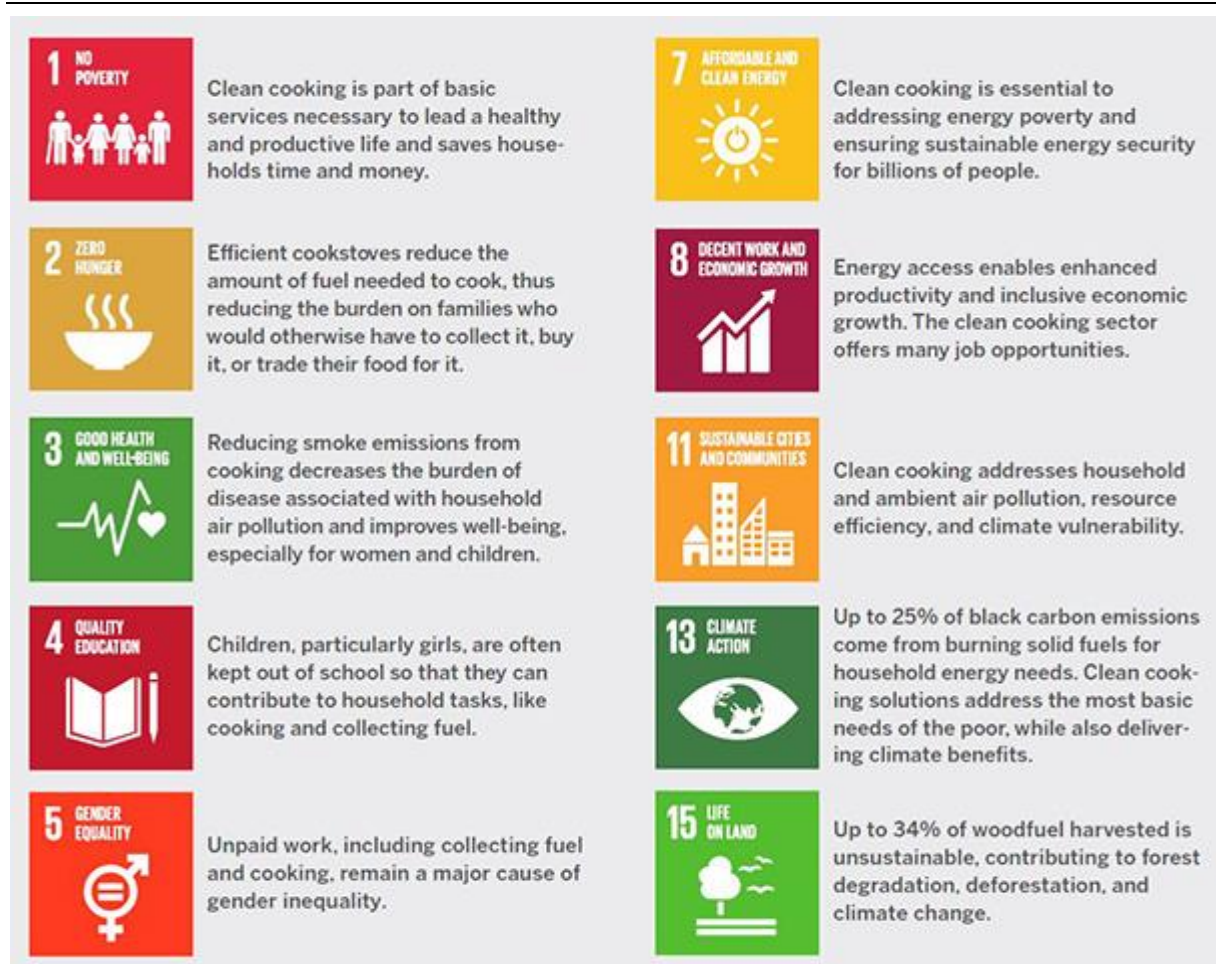 1 NO
POVERTY
Clean cooking is part of basic
services necessary to lead a healthy
and productive life and saves house-
holds time and money.
2 ZERO
HUNGER
Efficient cookstoves reduce the
amount of fuel needed to cook, thus
reducing the burden on families who
would otherwise have to collect it, buy
it, or trade their food for it.
3 GOOD HEALTH
AND WELL-BEING
Reducing smoke emissions from
cooking decreases the burden of
disease associated with household
air pollution and improves well-being,
especially for women and children.
4 QUALITY
EDUCATION
Children, particularly girls, are often
kept out of school so that they can
contribute to household tasks, like
cooking and collecting fuel.
5 GENDER
EQUALITY
Unpaid work, including collecting fuel
and cooking, remain a major cause of
gender inequality.
7 AFFORDABLE AND
CLEAN ENERGY
Clean cooking is essential to
addressing energy poverty and
ensuring sustainable energy security
for billions of people.
8 DECENT WORK AND
ECONOMIC GROWTH
Energy access enables enhanced
productivity and inclusive economic
growth. The clean cooking sector
offers many job opportunities.
11 SUSTAINABLE CITIES
AND COMMUNITIES
Clean cooking addresses household
and ambient air pollution, resource
efficiency, and climate vulnerability.
13 CLIMATE
ACTION
Up to 25% of black carbon emissions
come from burning solid fuels for
household energy needs. Clean cook-
ing solutions address the most basic
needs of the poor, while also deliver-
ing climate benefits.
15 LIFE
ON LAND
Up to 34% of woodfuel harvested is
unsustainable, contributing to forest
degradation, deforestation, and
climate change.